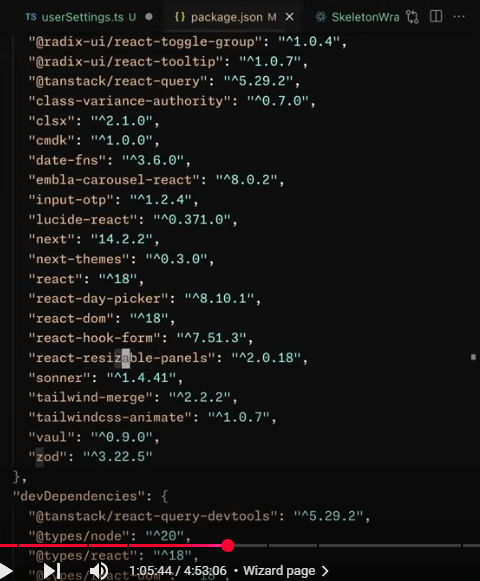 TS userSettings.ts U
{} package.json M
SkeletonWra
"@radix-ui/react-toggle-group": "^1.0.4",
"@radix-ui/react-tooltip": "^1.0.7",
"@tanstack/react-query": "^5.29.2",
"class-variance-authority": "^0.7.0",
"clsx": "^2.1.0",
"cmdk": "^1.0.0",
"date-fns": "^3.6.0",
"embla-carousel-react": "^8.0.2",
"input-otp": "^1.2.4",
"lucide-react": "^0.371.0",
"next": "14.2.2",
"next-themes": "^0.3.0",
"react": "^18",
"react-day-picker": "^8.10.1",
"react-dom": "^18",
"react-hook-form": "^7.51.3",
"react-resizable-panels": "^2.0.18",
"sonner": "^1.4.41",
"tailwind-merge": "^2.2.2",
"tailwindcss-animate": "^1.0.7",
"vaul": "^0.9.0",
"zod": "^3.22.5"
},
"devDependencies": {
"@tanstack/react-query-devtools": "^5.29.2",
"@types/node": "^20",
"@types/react": "^18",
1:05:44 / 4:53:06 • Wizard page